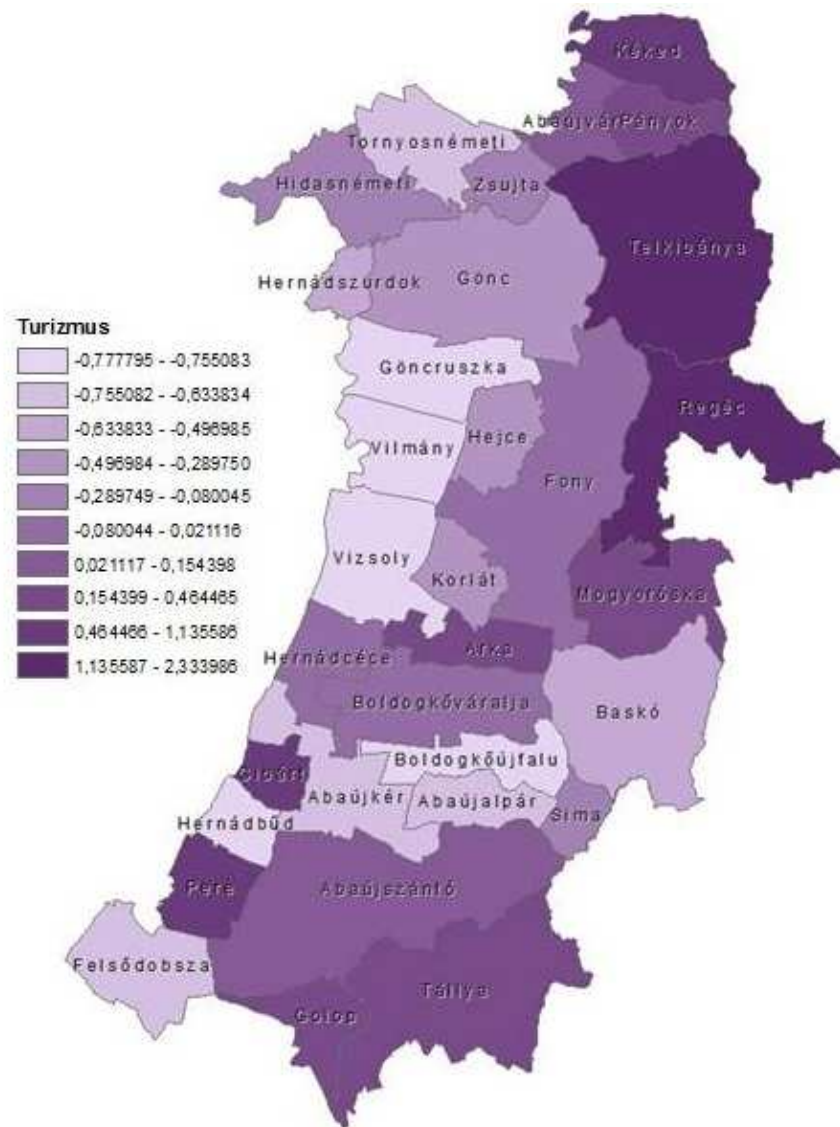 Kéked
Abaújvár Pányok
Tornyosnémeti
Hidasnémeti
Zsujta
Telkibánya
Hernádszurdok
Gönc
Turizmus
-0,777795 - -0,755083
-0,755082 - -0,633834
-0,633833 - -0,496985
-0,496984 - -0,289750
-0,289749 - -0,080045
-0,080044 - 0,021116
0,021117 - 0,154398
0,154399 - 0,464465
0,464466 - 1,135586
1,135587 - 2,333986
Göncruszka
Regéc
Hejce
Vilmány
Fony
Vizsoly
Korlát
Mogyoróska
Arka
Hernádcéce
Boldogkőváralja
Baskó
Boldogkőújfalu
Gibárt
Abaújkér
Abaújalpár
Sima
Hernádbűd
Pere
Abaújszántó
Felsődobsza
Tállya
Golop